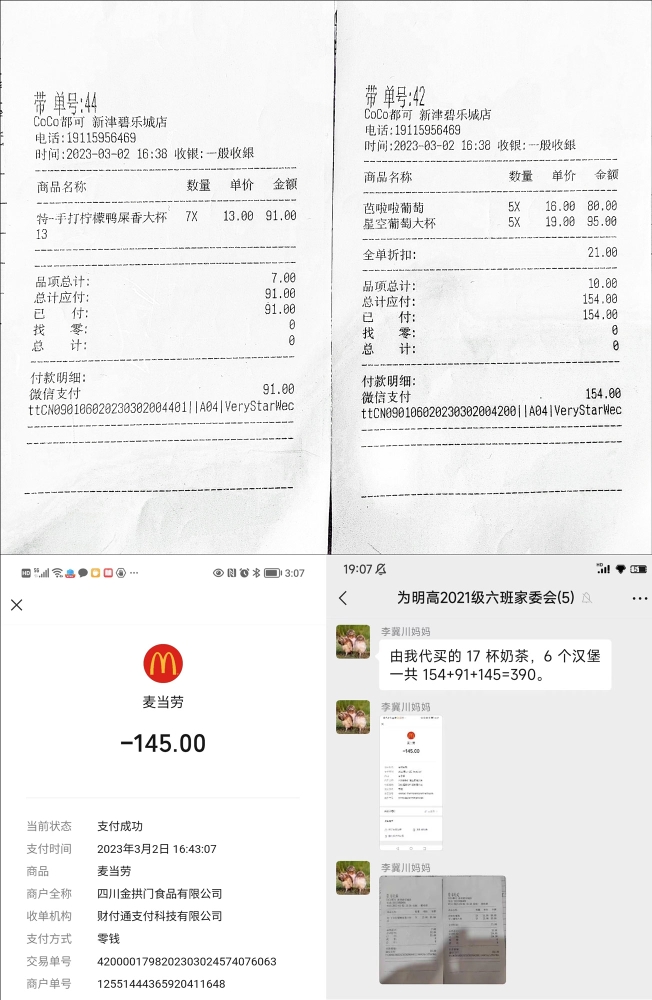 带 单号:44
CoCo都可 新津碧乐城店
电话:19115956469
时间:2023-03-02 16:38 收银:一般收銀
商品名称 数量 单价 金额
特-手打柠檬鸭屎香大杯 7X 13.00 91.00
13
品项总计: 7.00
总计应付: 91.00
已 付: 91.00
找 零: 0
总 计: 0
付款明细:
微信支付 91.00
ttCN090106020230302004401||A04|VeryStarWec
带 单号:42
CoCo都可 新津碧乐城店
电话:19115956469
时间:2023-03-02 16:38 收银:一般收銀
商品名称 数量 单价 金额
芭啦啦葡萄 5X 16.00 80.00
星空葡萄大杯 5X 19.00 95.00
全单折扣: 21.00
品项总计: 10.00
总计应付: 154.00
已 付: 154.00
找 零: 0
总 计: 0
付款明细:
微信支付 154.00
ttCN090106020230302004200||A04|VeryStarWec
3:07
麦当劳
-145.00
当前状态 支付成功
支付时间 2023年3月2日 16:43:07
商品 麦当劳
商户全称 四川金拱门食品有限公司
收单机构 财付通支付科技有限公司
支付方式 零钱
交易单号 4200001798202303024574076063
商户单号 12551444365920411648
19:07
为明高2021级六班家委会(5)
李冀川妈妈
由我代买的 17 杯奶茶，6 个汉堡
一共 154+91+145=390。
李冀川妈妈
麦当劳
-145.00
李冀川妈妈